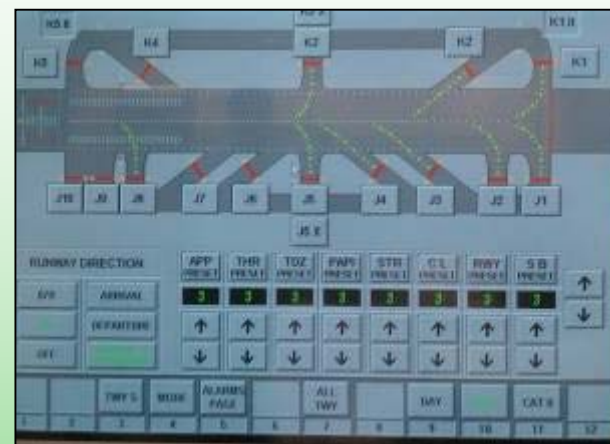 K1 E
K4
K3
K2
K1
J10 J9 J8 J7 J6 J5 J4 J3 J2 J1
J5 E
RUNWAY DIRECTION
APP PRESET THR PRESET TDZ PRESET PAPI PRESET STR PRESET C L PRESET RWY PRESET S B PRESET
ARRIVAL
3 3 3 3 3 3 3 3
DEPARTURE
OFF
TWY S MODE ALARMS PAGE ALL TWY DAY CAT II
1 2 3 4 5 6 7 8 9 10 11 12